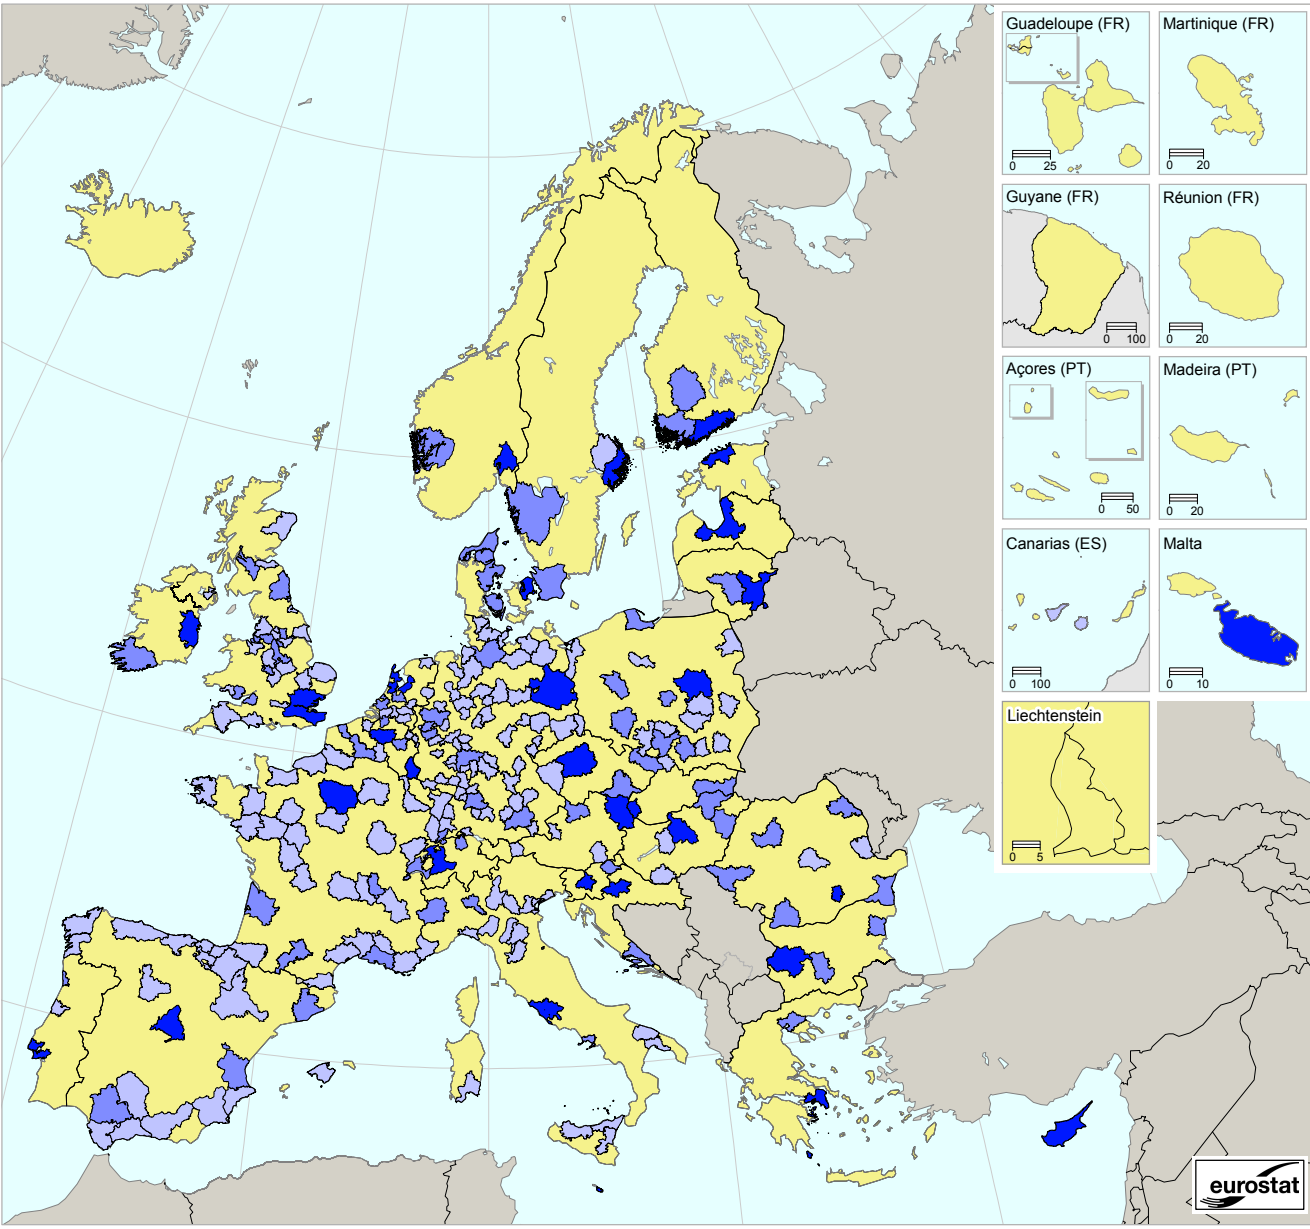 Guadeloupe (FR)
0 25
Martinique (FR)
0 20
Guyane (FR)
0 100
Réunion (FR)
0 20
Açores (PT)
0 50
Madeira (PT)
0 20
Canarias (ES)
0 100
Malta
0 10
Liechtenstein
0 5
eurostat